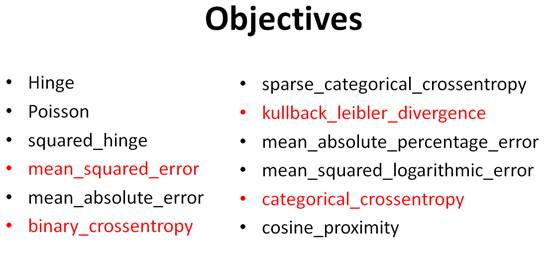 Objectives
• Hinge
• Poisson
• squared_hinge
• mean_squared_error
• mean_absolute_error
• binary_crossentropy
• sparse_categorical_crossentropy
• kullback_leibler_divergence
• mean_absolute_percentage_error
• mean_squared_logarithmic_error
• categorical_crossentropy
• cosine_proximity